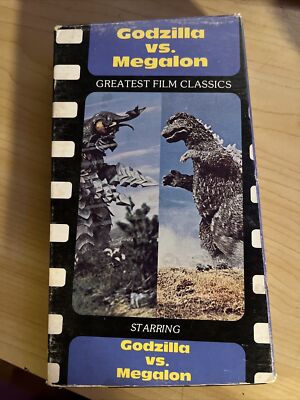 Godzilla
vs.
Megalon
GREATEST FILM CLASSICS
STARRING
Godzilla
vs.
Megalon